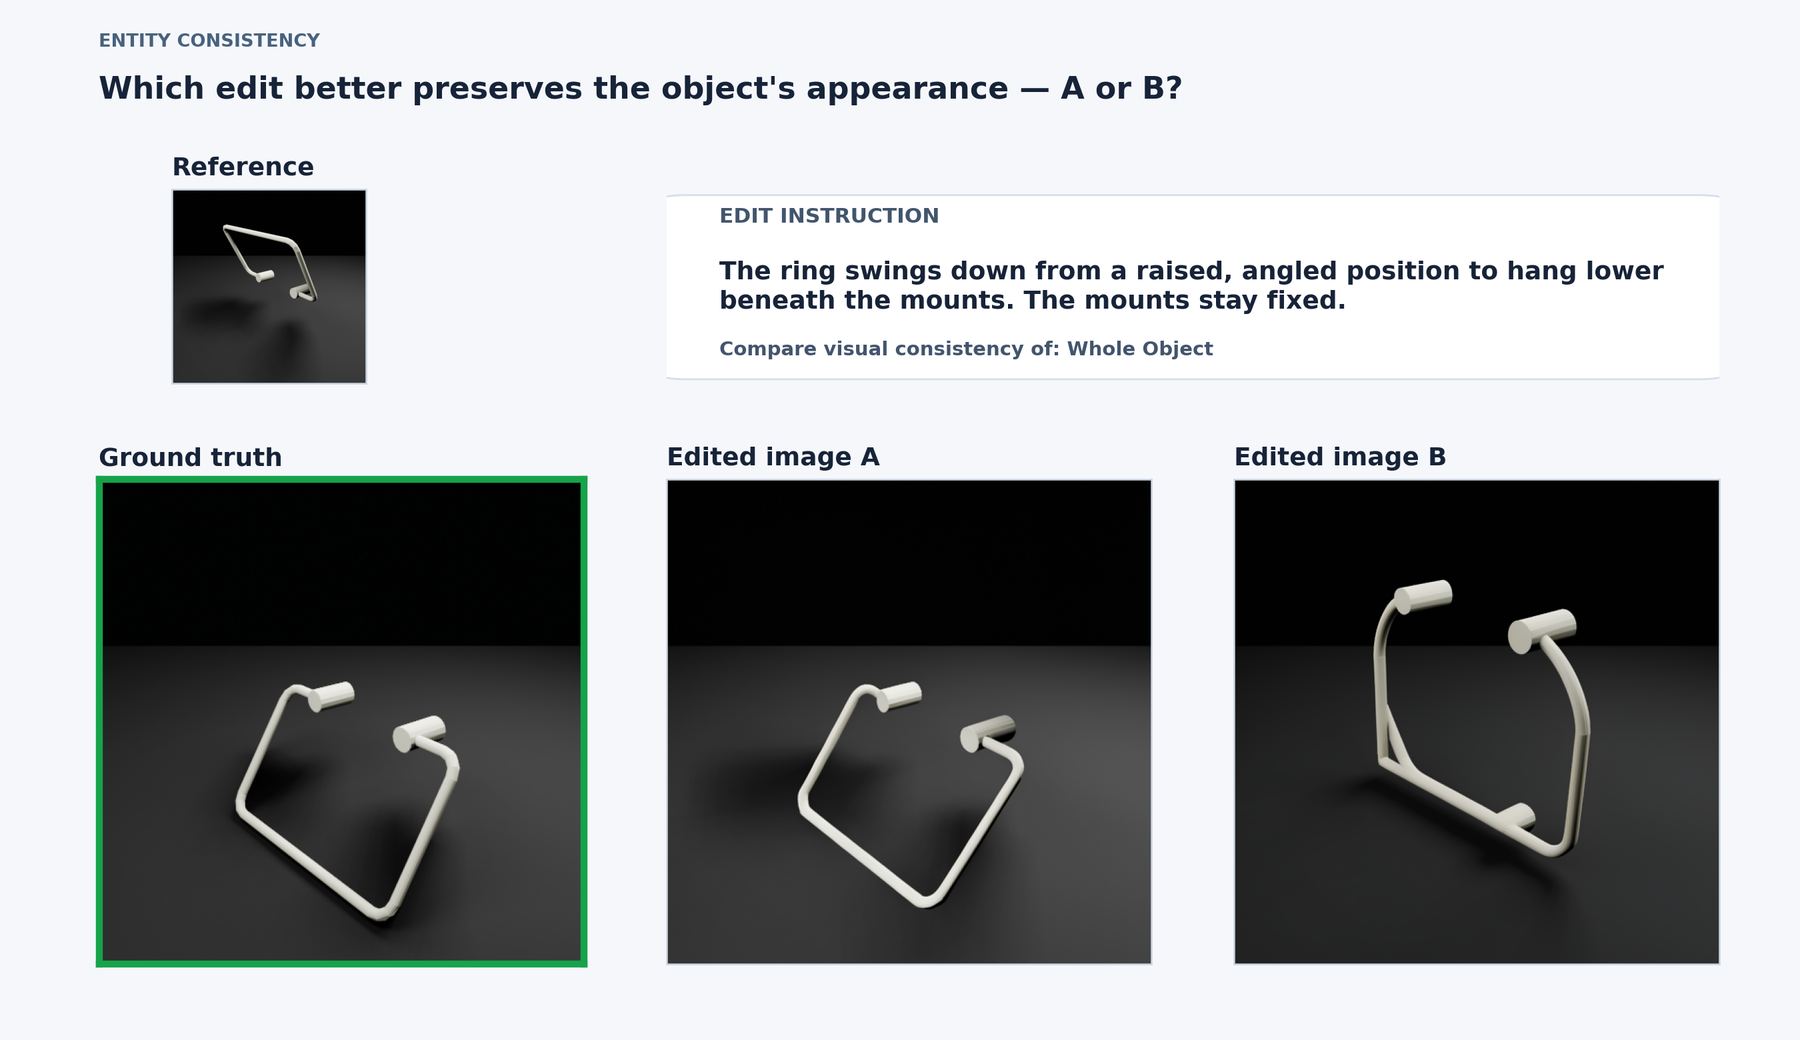 ENTITY CONSISTENCY
Which edit better preserves the object's appearance — A or B?
Reference
EDIT INSTRUCTION
The ring swings down from a raised, angled position to hang lower
beneath the mounts. The mounts stay fixed.
Compare visual consistency of: Whole Object
Ground truth
Edited image A
Edited image B